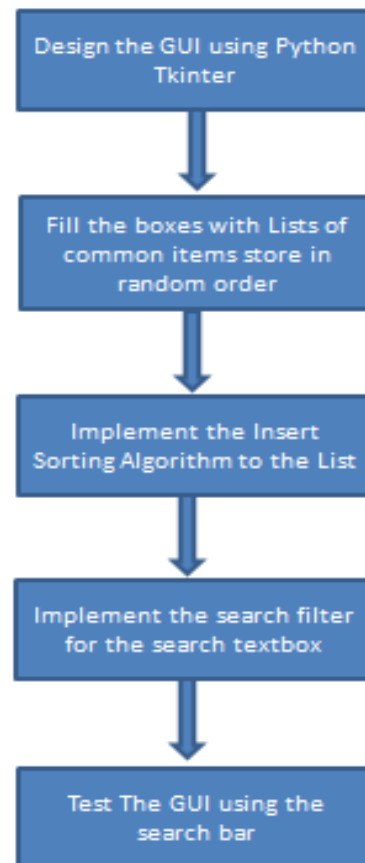 Design the GUI using Python
Tkinter
Fill the boxes with Lists of
common items store in
random order
Implement the Insert
Sorting Algorithm to the List
Implement the search filter
for the search textbox
Test The GUI using the
search bar